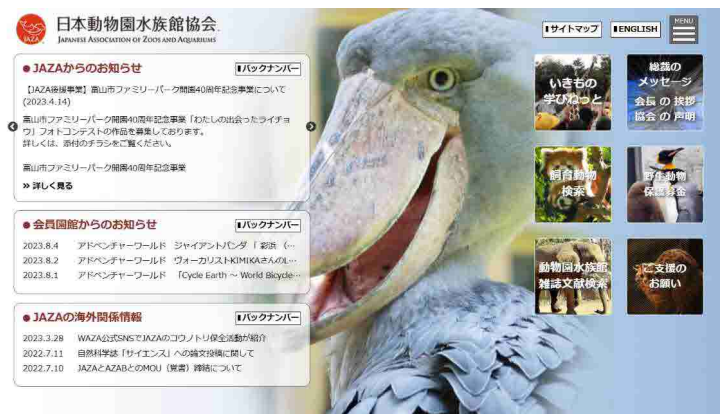 JAZA
日本動物園水族館協会
JAPANESE ASSOCIATION OF ZOOS AND AQUARIUMS
サイトマップ
ENGLISH
MENU
JAZAからのお知らせ
バックナンバー
【JAZA後援事業】富山市ファミリーパーク開園40周年記念事業について
(2023.4.14)
富山市ファミリーパーク開園40周年記念事業「わたしの出会ったライチョ
ウ」フォトコンテストの作品を募集しております。
詳しくは、添付のチラシをご覧ください。
富山市ファミリーパーク開園40周年記念事業
» 詳しく見る
会員園館からのお知らせ
バックナンバー
2023.8.4 アドベンチャーワールド ジャイアントパンダ「 彩浜 （…
2023.8.2 アドベンチャーワールド ヴォーカリストKIMIKAさんのL…
2023.8.1 アドベンチャーワールド 「Cycle Earth ～ World Bicycle…
JAZAの海外関係情報
バックナンバー
2023.3.28 WAZA公式SNSでJAZAのコウノトリ保全活動が紹介
2022.7.11 自然科学誌「サイエンス」への論文投稿に関して
2022.7.10 JAZAとAZABとのMOU（覚書）締結について
いきもの
学びねっと
総裁の
メッセージ
会長 の 挨拶
協会 の 声明
飼育動物
検索
野生動物
保護募金
動物園水族館
雑誌文献検索
ご支援の
お願い